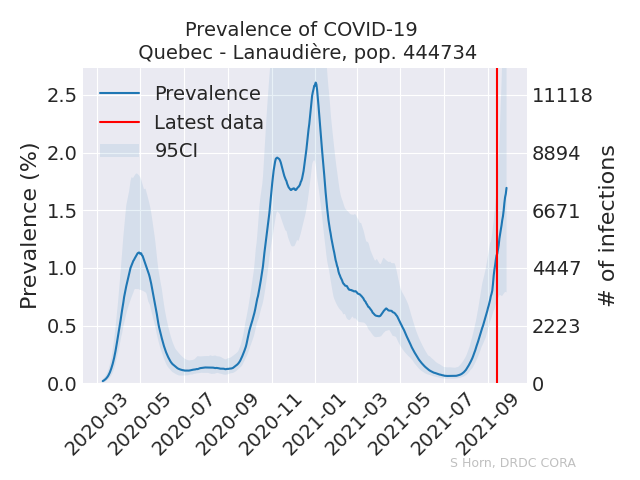 Prevalence of COVID-19
Quebec - Lanaudière, pop. 444734
Prevalence
Latest data
95CI
Prevalence (%)
2.5
2.0
1.5
1.0
0.5
0.0
11118
8894
6671
4447
2223
0
# of infections
2020-03
2020-05
2020-07
2020-09
2020-11
2021-01
2021-03
2021-05
2021-07
2021-09
S Horn, DRDC CORA